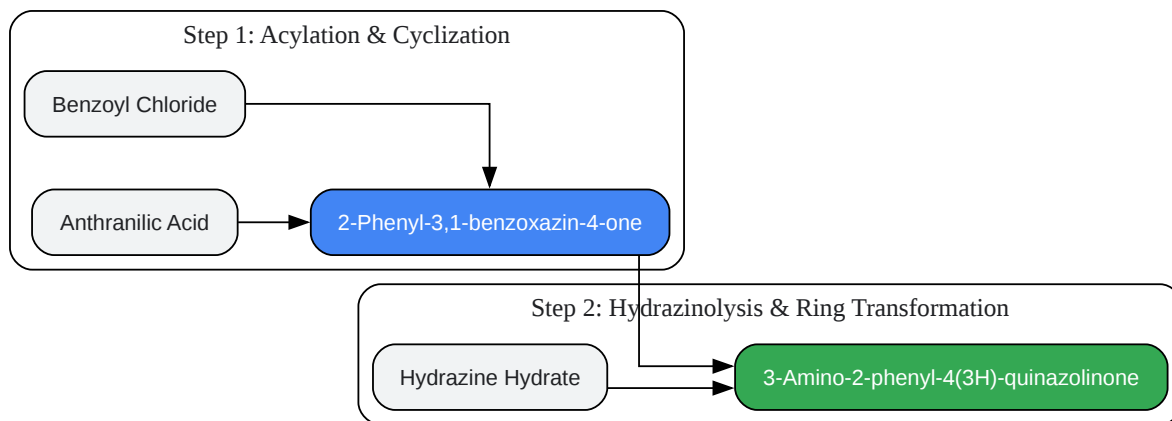 Step 1: Acylation & Cyclization
Benzoyl Chloride
Anthranilic Acid
2-Phenyl-3,1-benzoxazin-4-one
Step 2: Hydrazinolysis & Ring Transformation
Hydrazine Hydrate
3-Amino-2-phenyl-4(3H)-quinazolinone